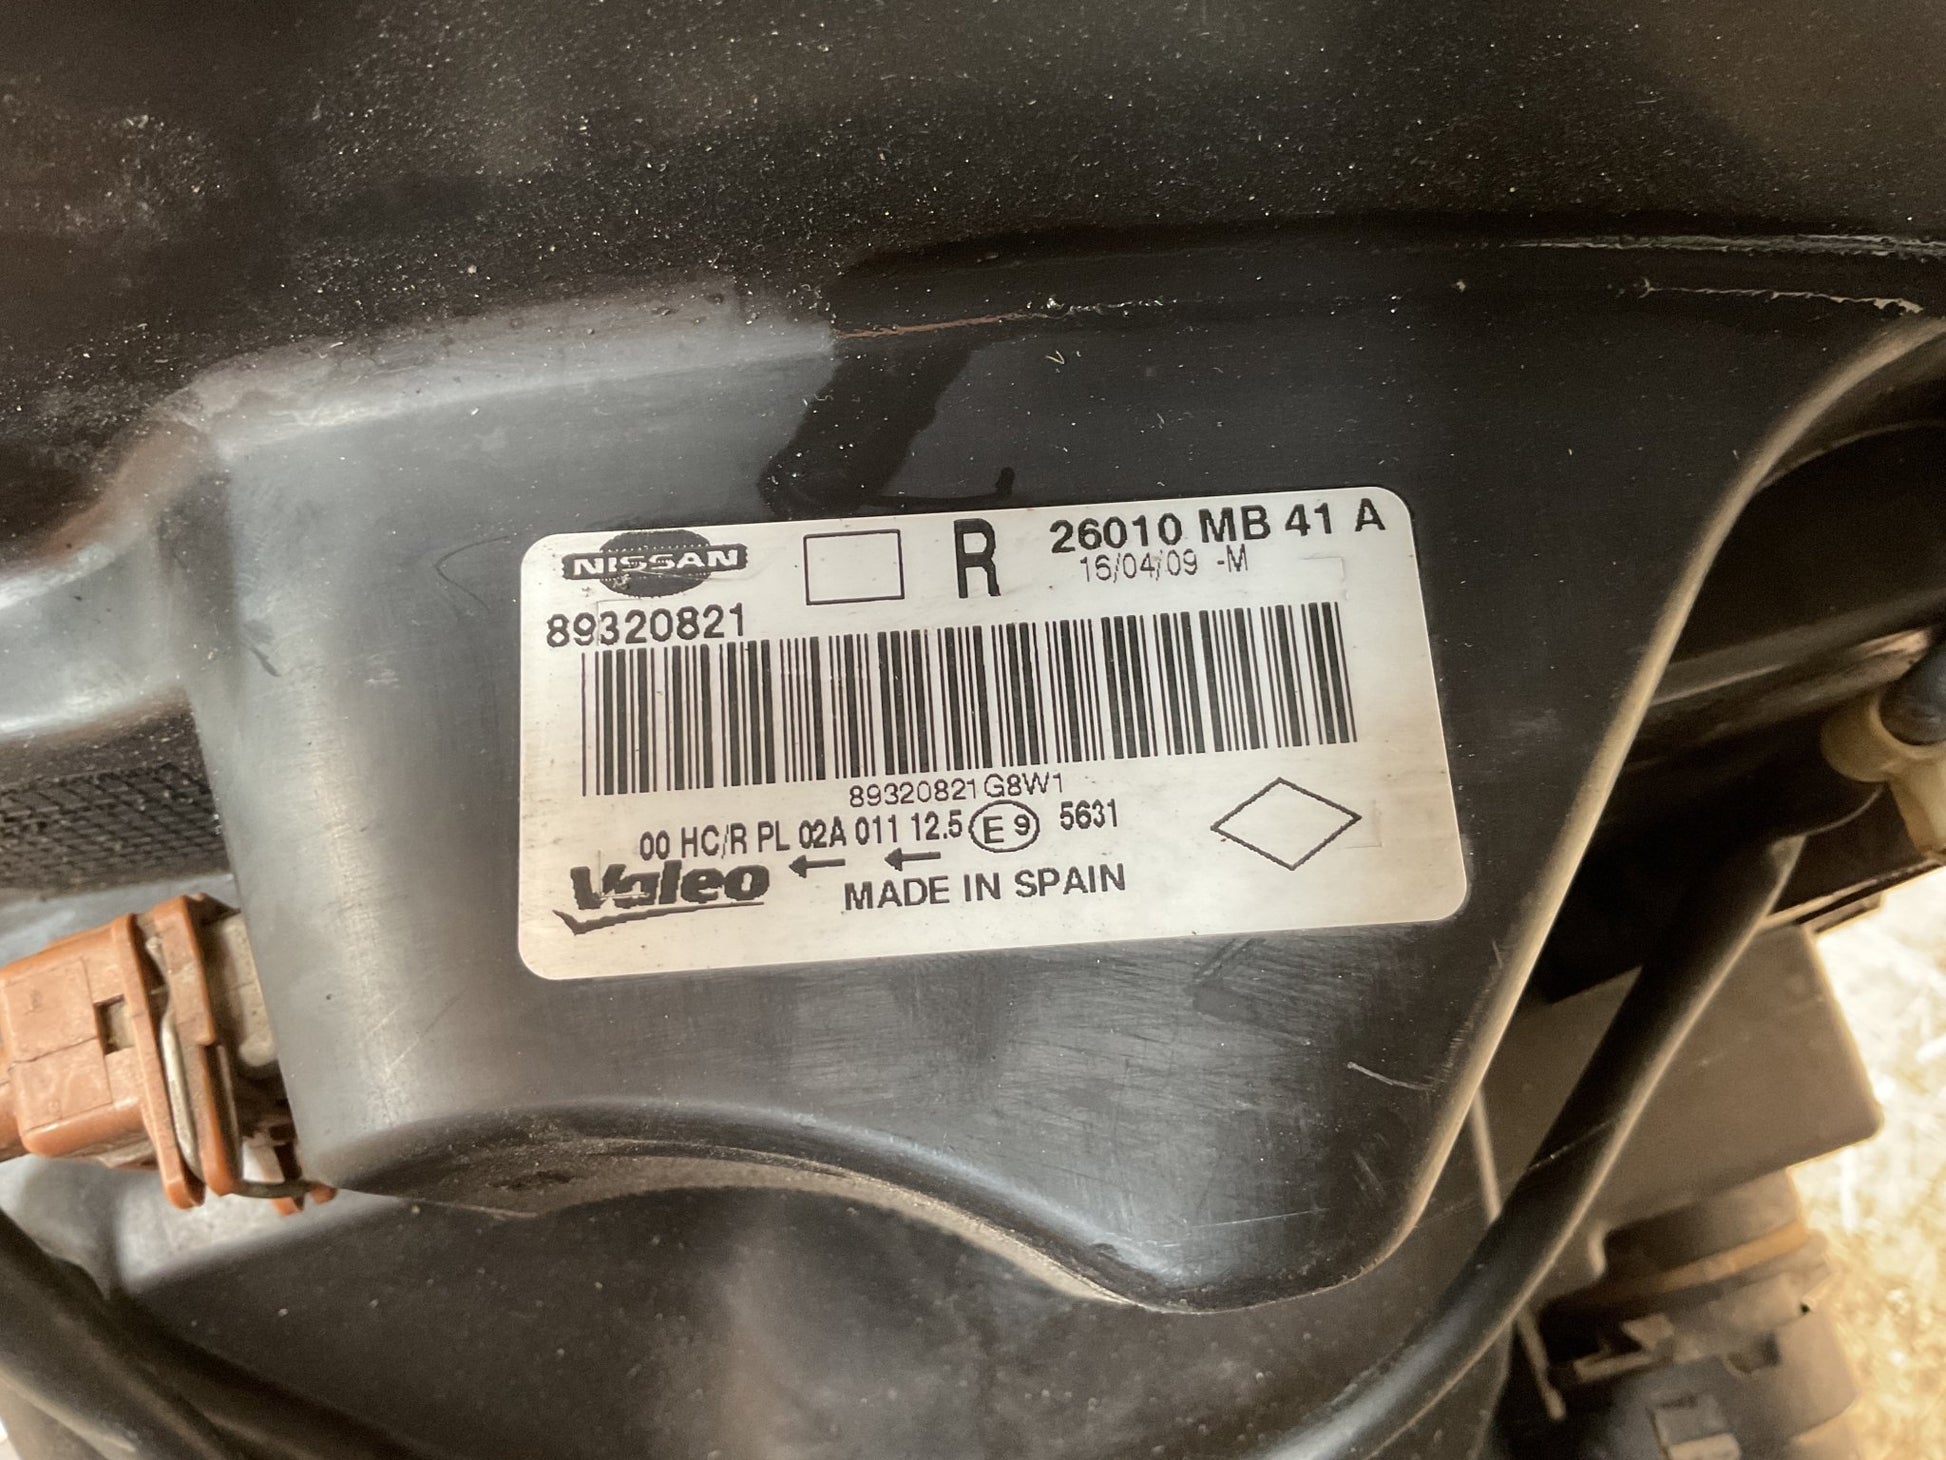 NISSAN R 26010 MB 41 A
16/04/09 -M
89320821
89320821G8W1
00 HC/R PL 02A 011 12.5 E 9 5631
Valeo ← ← MADE IN SPAIN